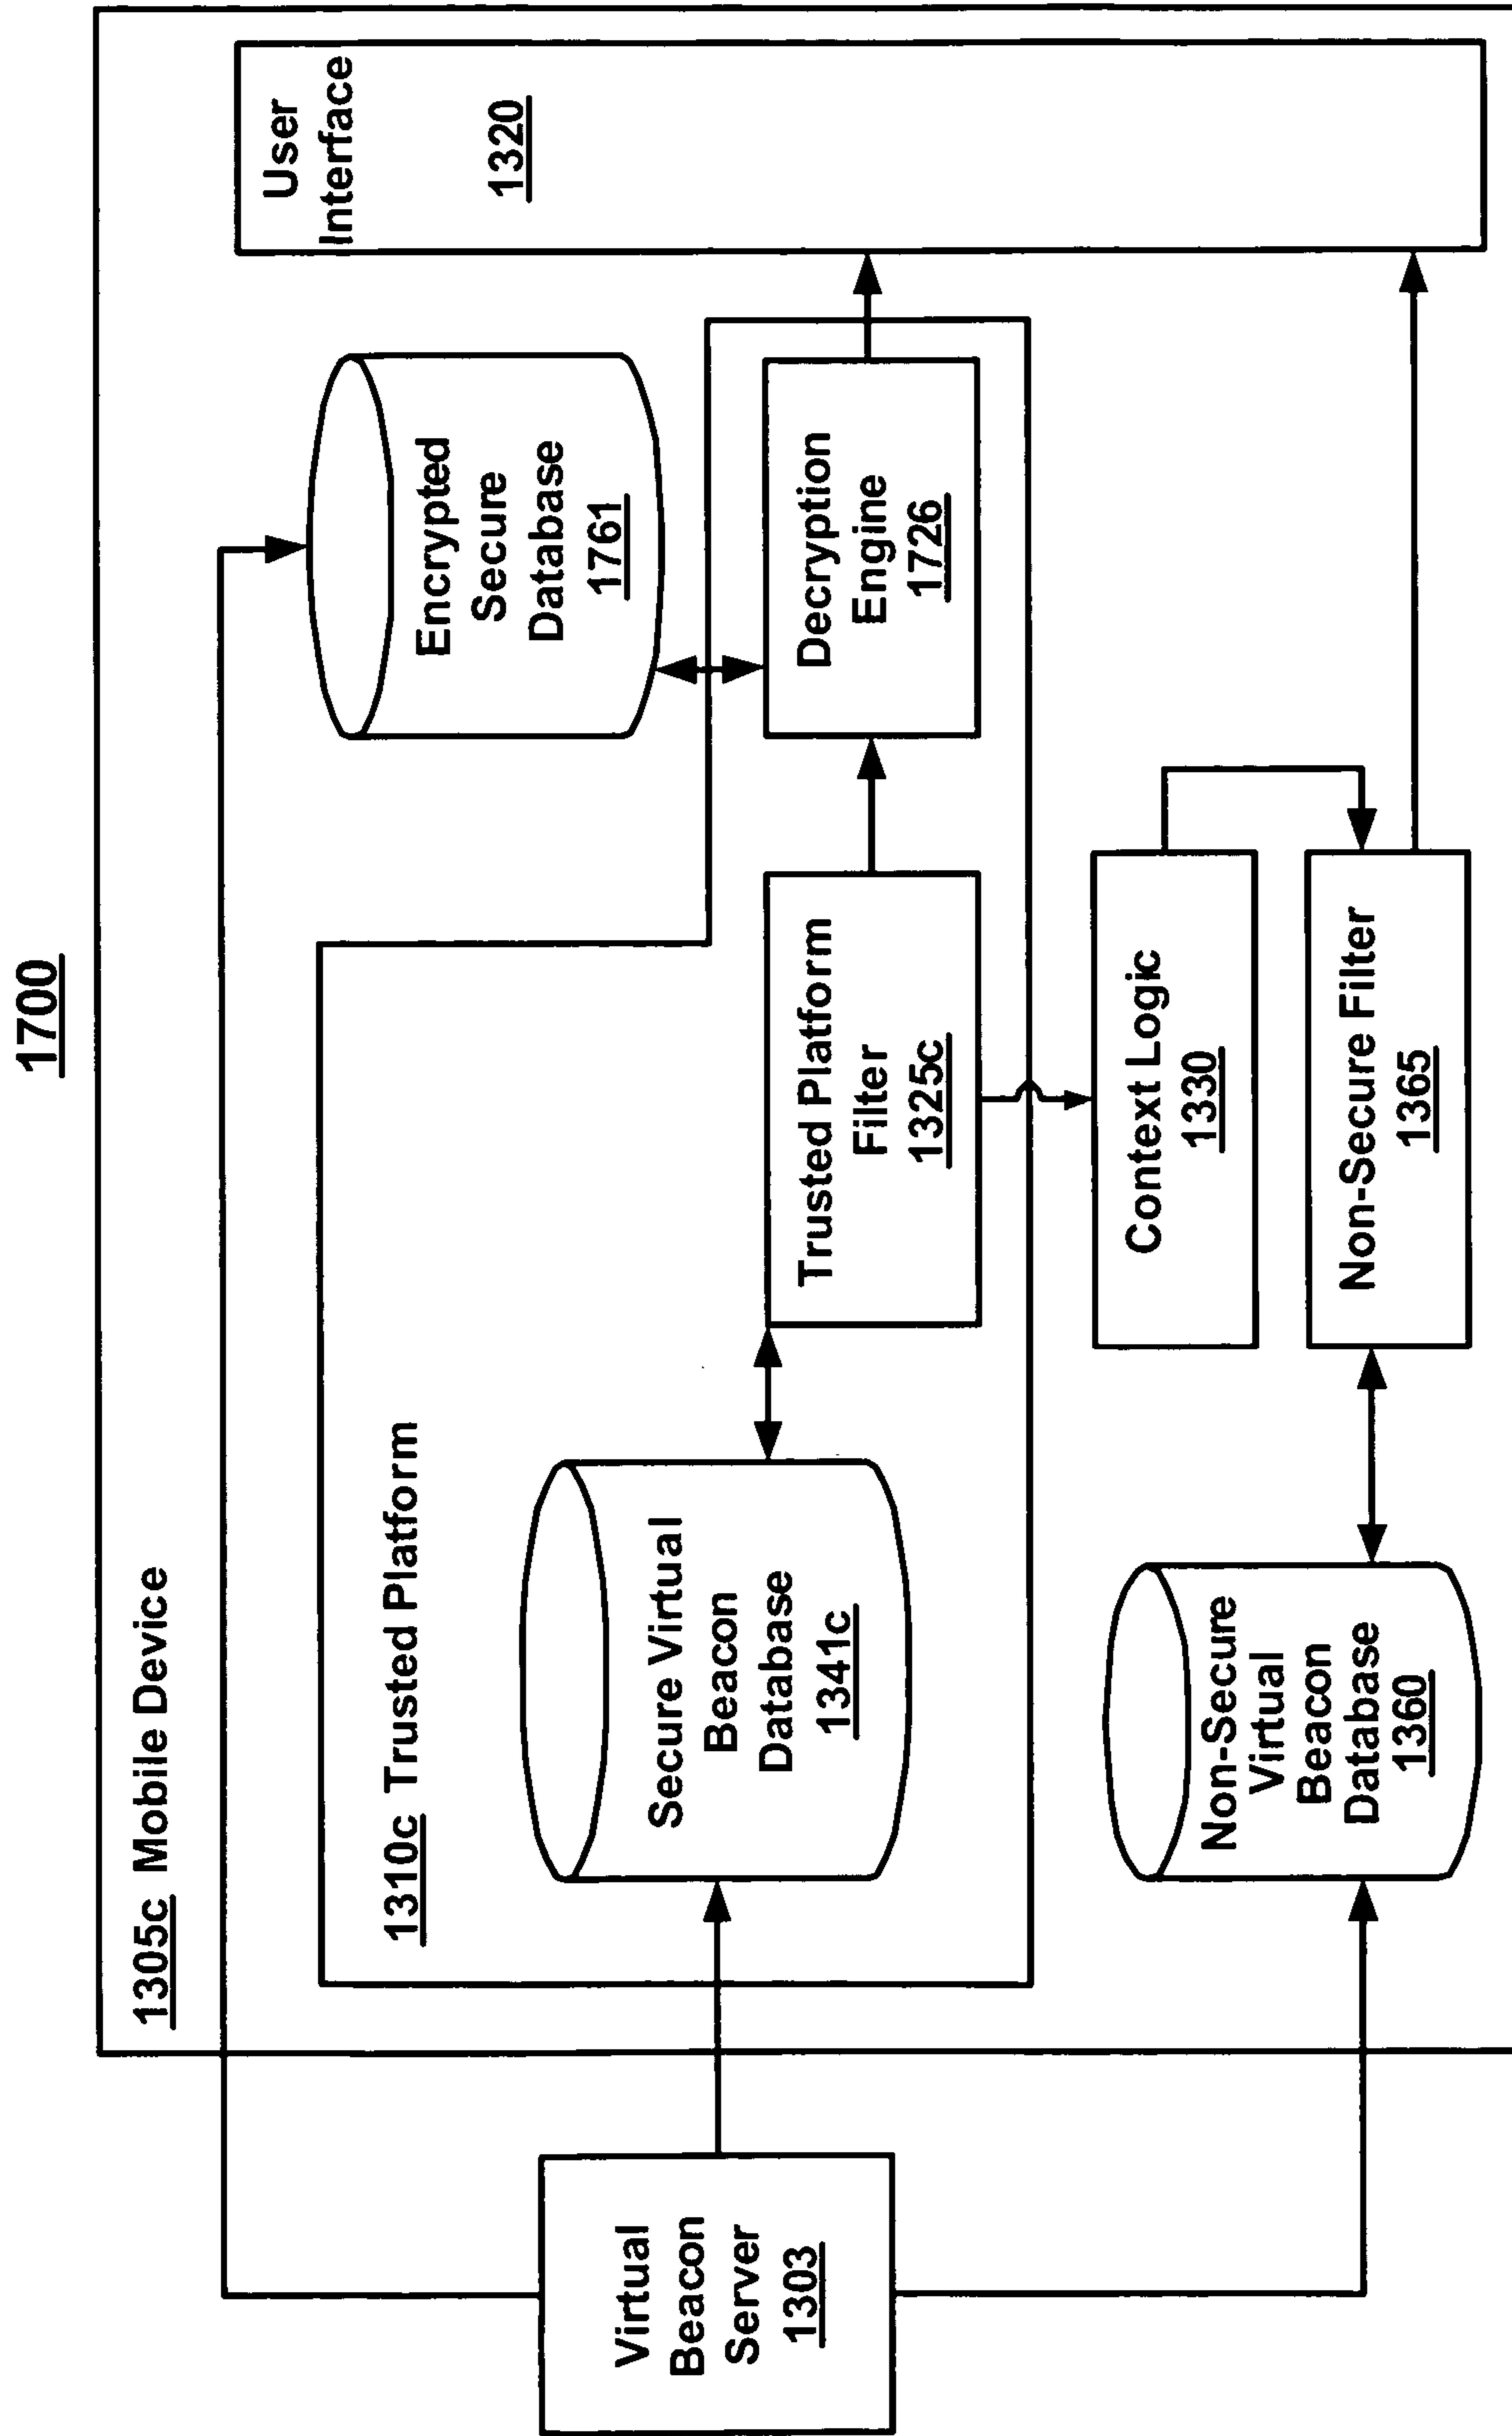 1700
1305c Mobile Device
1310c Trusted Platform
Virtual
Beacon
Server
1303
Secure Virtual
Beacon
Database
1341c
Trusted Platform
Filter
1325c
Encrypted
Secure
Database
1761
Decryption
Engine
1726
User
Interface
1320
Context Logic
1330
Non-Secure
Virtual
Beacon
Database
1360
Non-Secure Filter
1365